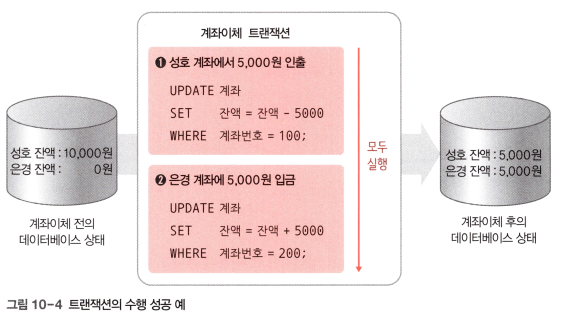 계좌이체 트랜잭션
❶ 성호 계좌에서 5,000원 인출
UPDATE 계좌
SET 잔액 = 잔액 - 5000
WHERE 계좌번호 = 100;
모두
실행
❷ 은경 계좌에 5,000원 입금
UPDATE 계좌
SET 잔액 = 잔액 + 5000
WHERE 계좌번호 = 200;
성호 잔액 : 10,000원
은경 잔액 : 0원
계좌이체 전의
데이터베이스 상태
성호 잔액 : 5,000원
은경 잔액 : 5,000원
계좌이체 후의
데이터베이스 상태
그림 10-4 트랜잭션의 수행 성공 예